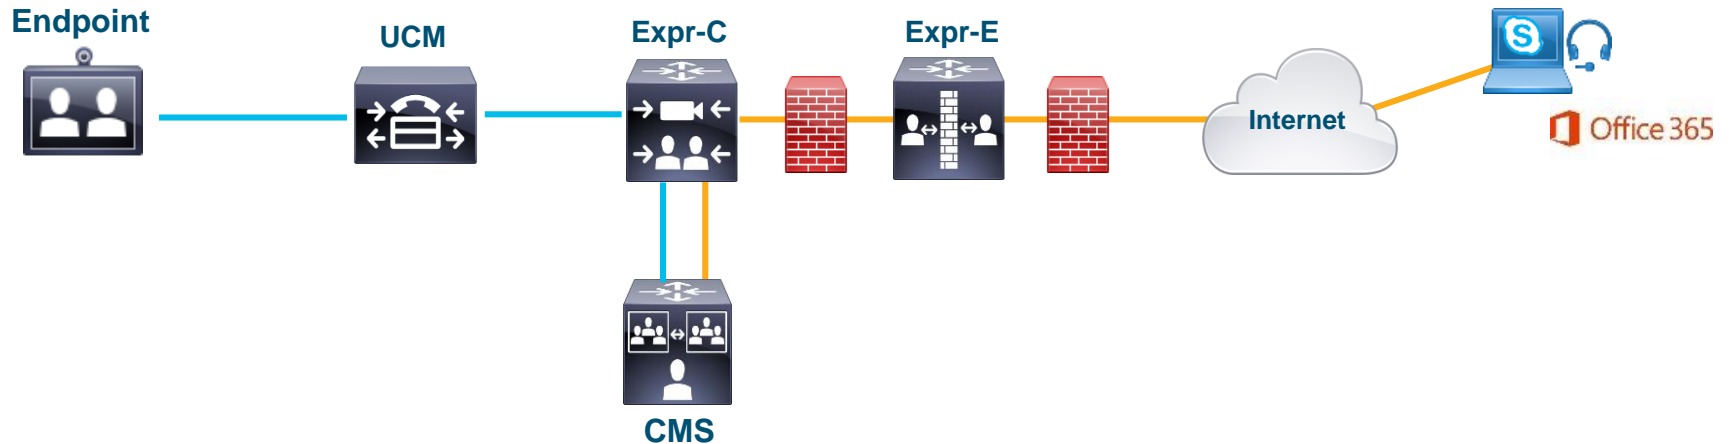 Endpoint
UCM
Expr-C
Expr-E
S
Internet
Office 365
CMS